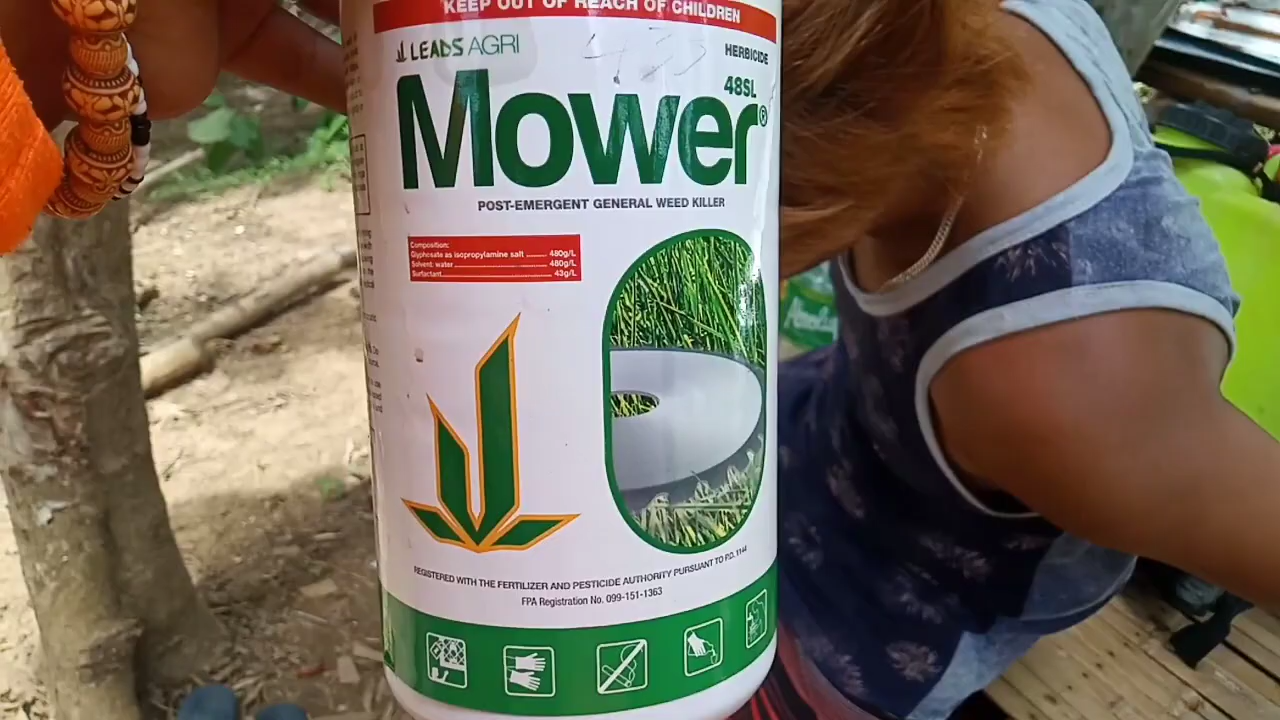 KEEP OUT OF REACH OF CHILDREN
LEADS AGRI
453
HERBICIDE
48SL
Mower®
POST-EMERGENT GENERAL WEED KILLER
Composition:
Glyphosate as isopropylamine salt ........ 480g/L
Solvent: water ........ 480g/L
Surfactant ........ 43g/L
REGISTERED WITH THE FERTILIZER AND PESTICIDE AUTHORITY PURSUANT TO P.D. 1144
FPA Registration No. 099-151-1363